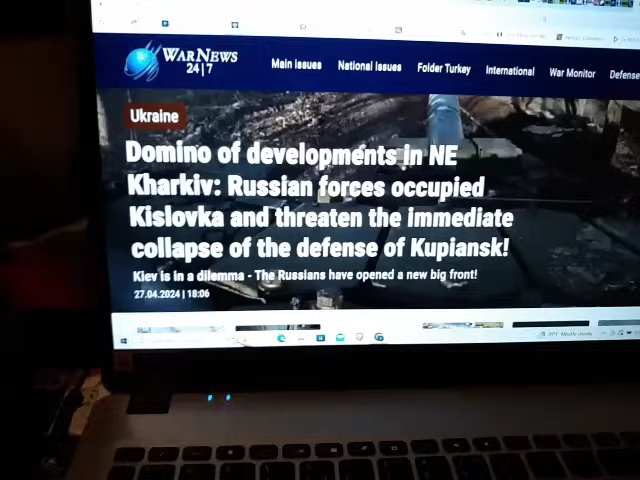 WARNEWS
24|7
Main Issues National Issues Folder Turkey International War Monitor Defense
Ukraine
Domino of developments in NE
Kharkiv: Russian forces occupied
Kislovka and threaten the immediate
collapse of the defense of Kupiansk!
Kiev is in a dilemma - The Russians have opened a new big front!
27.04.2024 | 18:06
Mostly cloudy